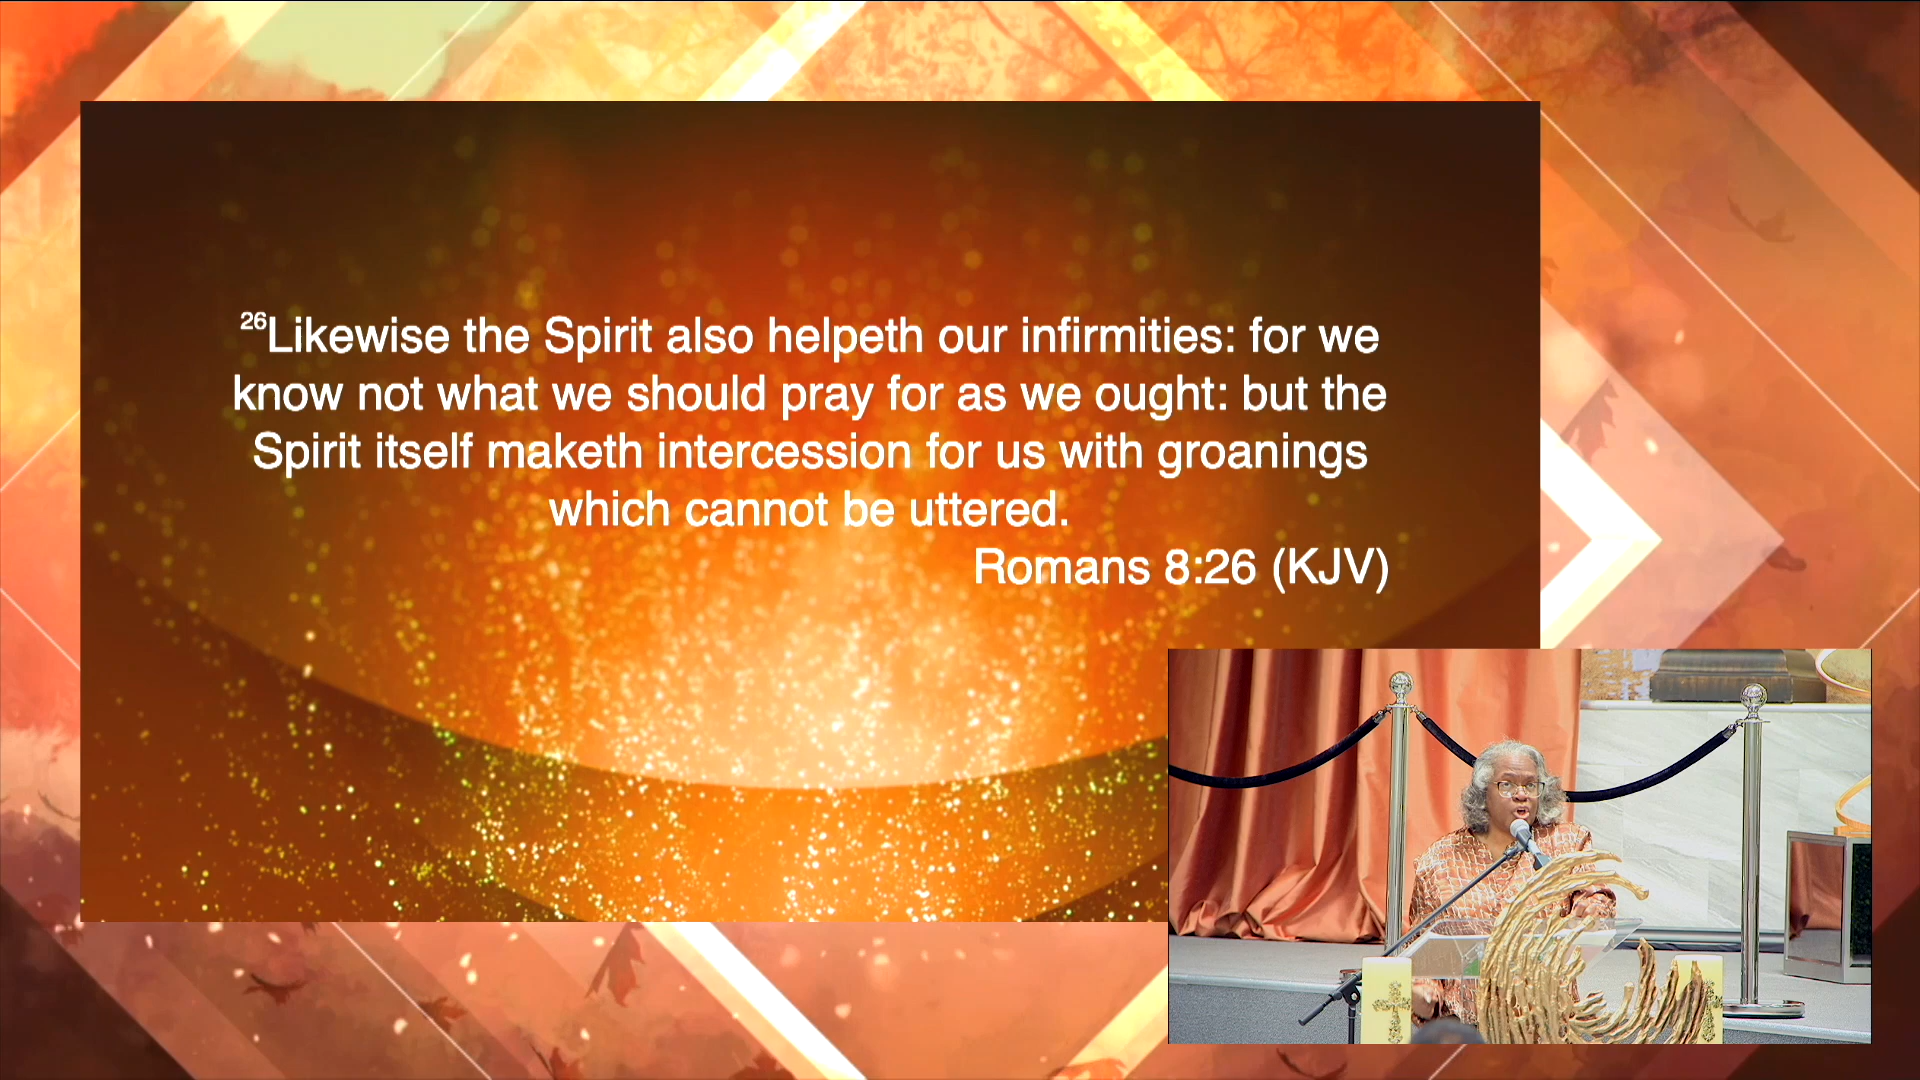 26Likewise the Spirit also helpeth our infirmities: for we
know not what we should pray for as we ought: but the
Spirit itself maketh intercession for us with groanings
which cannot be uttered.
Romans 8:26 (KJV)